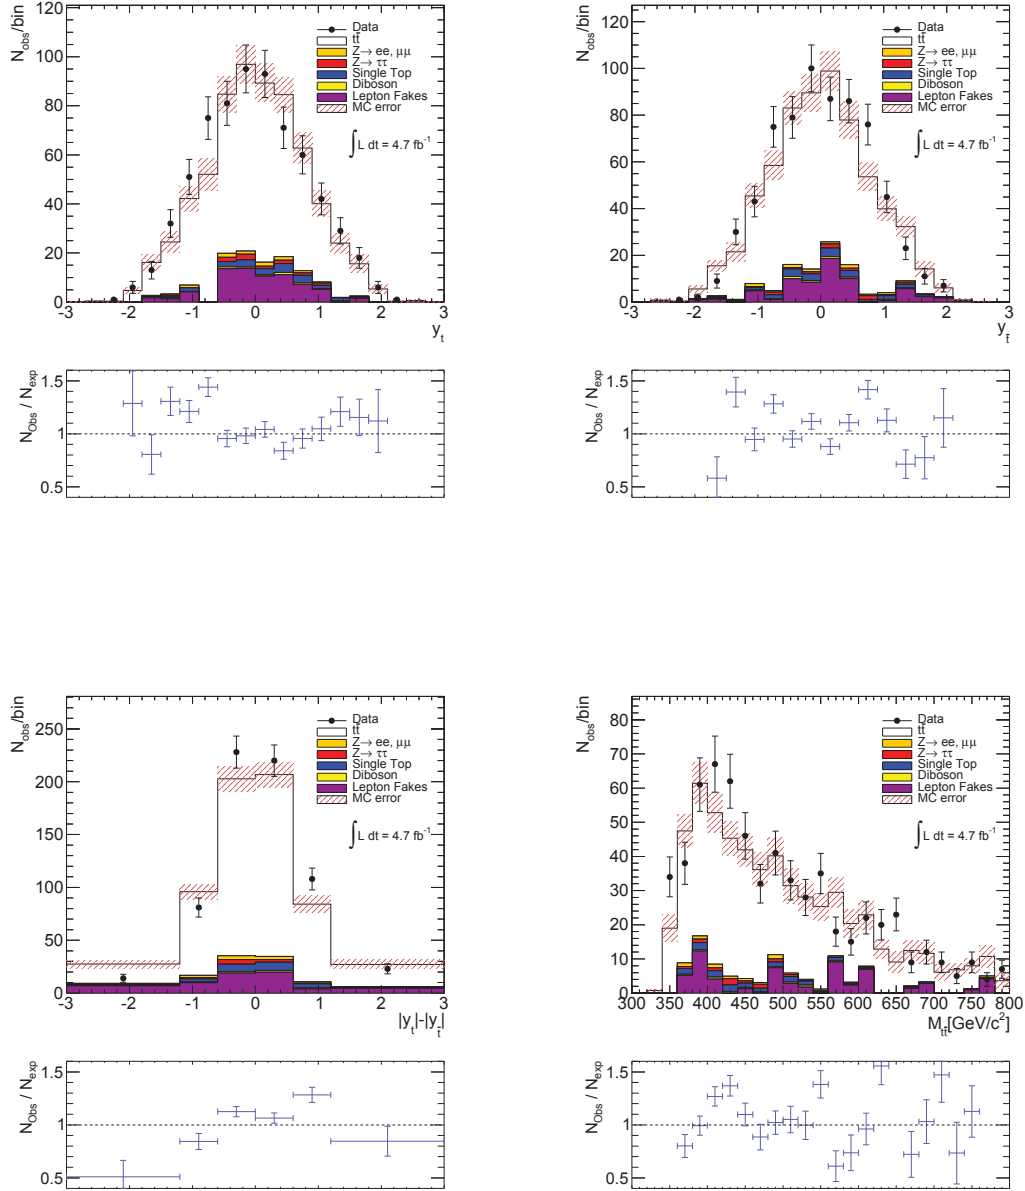 N_obs/bin
120
100
80
60
40
20
0
Data
tt̄
Z→ ee, μμ
Z→ ττ
Single Top
Diboson
Lepton Fakes
MC error
∫ L dt = 4.7 fb⁻¹
-3 -2 -1 0 1 2 3
y_t
N_Obs / N_exp
1.5
1
0.5
N_obs/bin
120
100
80
60
40
20
0
Data
tt̄
Z→ ee, μμ
Z→ ττ
Single Top
Diboson
Lepton Fakes
MC error
∫ L dt = 4.7 fb⁻¹
-3 -2 -1 0 1 2 3
y_t̄
N_Obs / N_exp
1.5
1
0.5
N_obs/bin
250
200
150
100
50
0
Data
tt̄
Z→ ee, μμ
Z→ ττ
Single Top
Diboson
Lepton Fakes
MC error
∫ L dt = 4.7 fb⁻¹
-3 -2 -1 0 1 2 3
|y_t|-|y_t̄|
N_Obs / N_exp
1.5
1
0.5
N_obs/bin
80
70
60
50
40
30
20
10
0
Data
tt̄
Z→ ee, μμ
Z→ ττ
Single Top
Diboson
Lepton Fakes
MC error
∫ L dt = 4.7 fb⁻¹
300 350 400 450 500 550 600 650 700 750 800
M_tt̄[GeV/c²]
N_Obs / N_exp
1.5
1
0.5